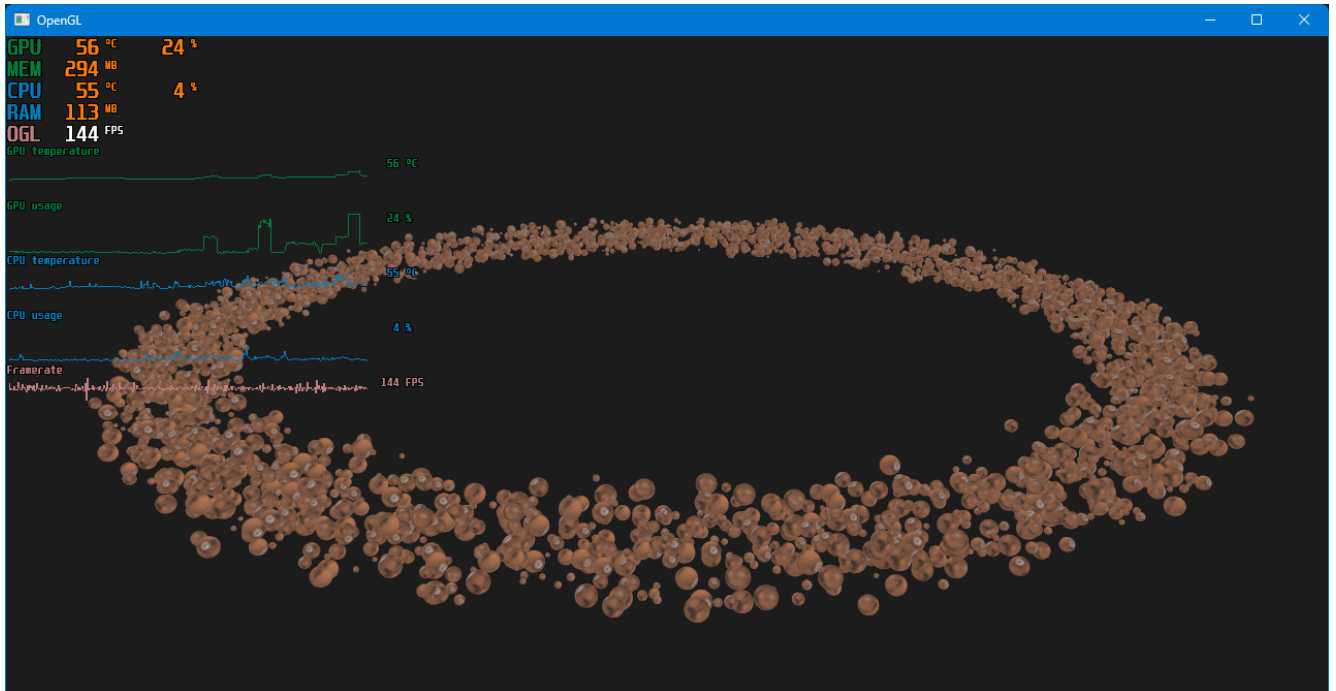 OpenGL
GPU 56 °C 24 %
MEM 294 MB
CPU 55 °C 4 %
RAM 113 MB
OGL 144 FPS
GPU temperature
56 °C
GPU usage
24 %
CPU temperature
55 °C
CPU usage
4 %
Framerate
144 FPS